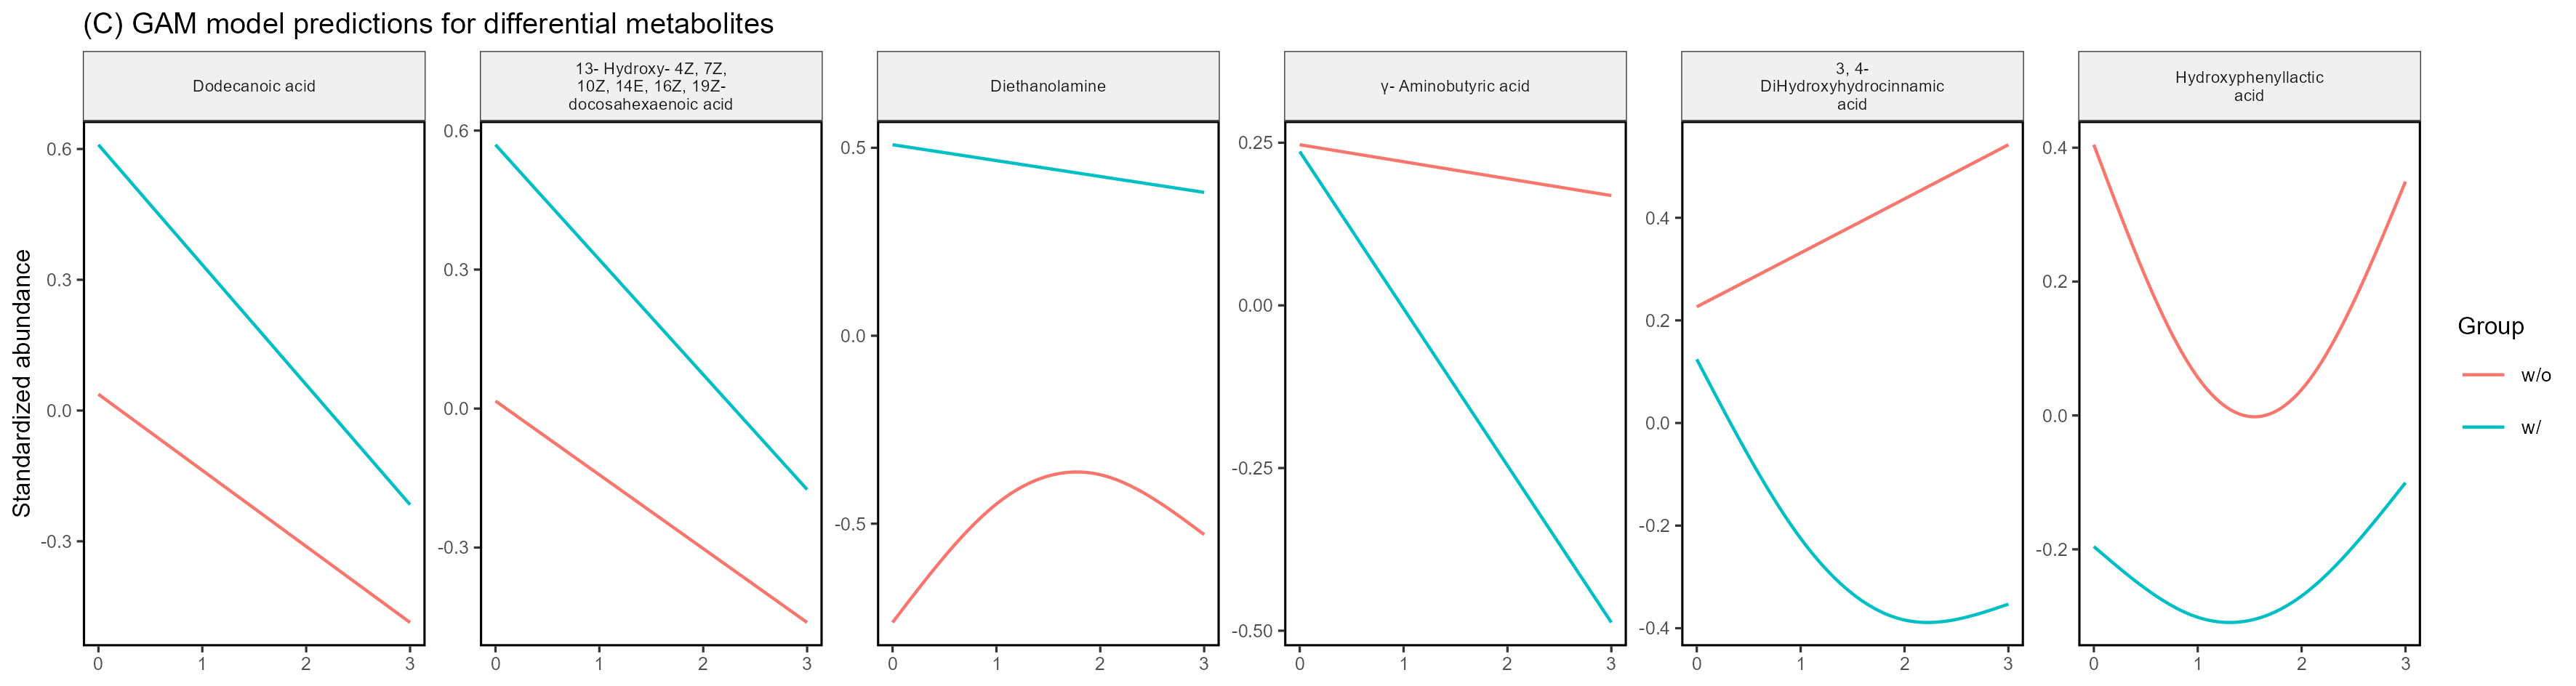 (C) GAM model predictions for differential metabolites
Dodecanoic acid
13- Hydroxy- 4Z, 7Z,
10Z, 14E, 16Z, 19Z-
docosahexaenoic acid
Diethanolamine
γ- Aminobutyric acid
3, 4-
DiHydroxyhydrocinnamic
acid
Hydroxyphenyllactic
acid
Standardized abundance
0.6
0.3
0.0
-0.3
0 1 2 3
0.6
0.3
0.0
-0.3
0 1 2 3
0.5
0.0
-0.5
0 1 2 3
0.25
0.00
-0.25
-0.50
0 1 2 3
0.4
0.2
0.0
-0.2
-0.4
0 1 2 3
0.4
0.2
0.0
-0.2
0 1 2 3
Group
w/o
w/